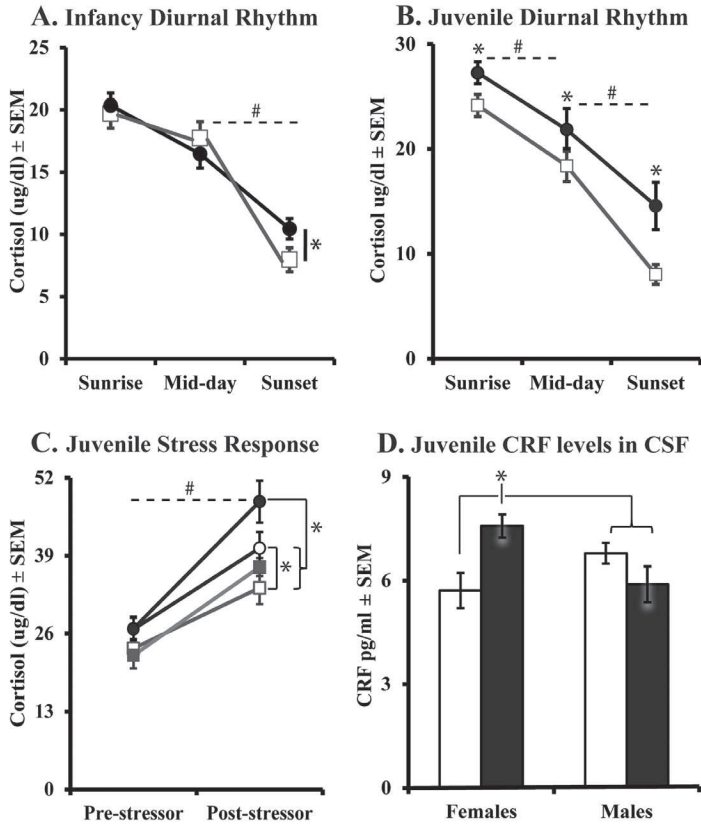 A. Infancy Diurnal Rhythm
Cortisol (ug/dl) ± SEM
25
20
15
10
5
0
#
*
Sunrise Mid-day Sunset
B. Juvenile Diurnal Rhythm
Cortisol ug/dl ± SEM
30
20
10
0
* #
* #
*
Sunrise Mid-day Sunset
C. Juvenile Stress Response
Cortisol (ug/dl) ± SEM
52
39
26
13
0
#
*
*
Pre-stressor Post-stressor
D. Juvenile CRF levels in CSF
CRF pg/ml ± SEM
9
6
3
0
*
Females Males